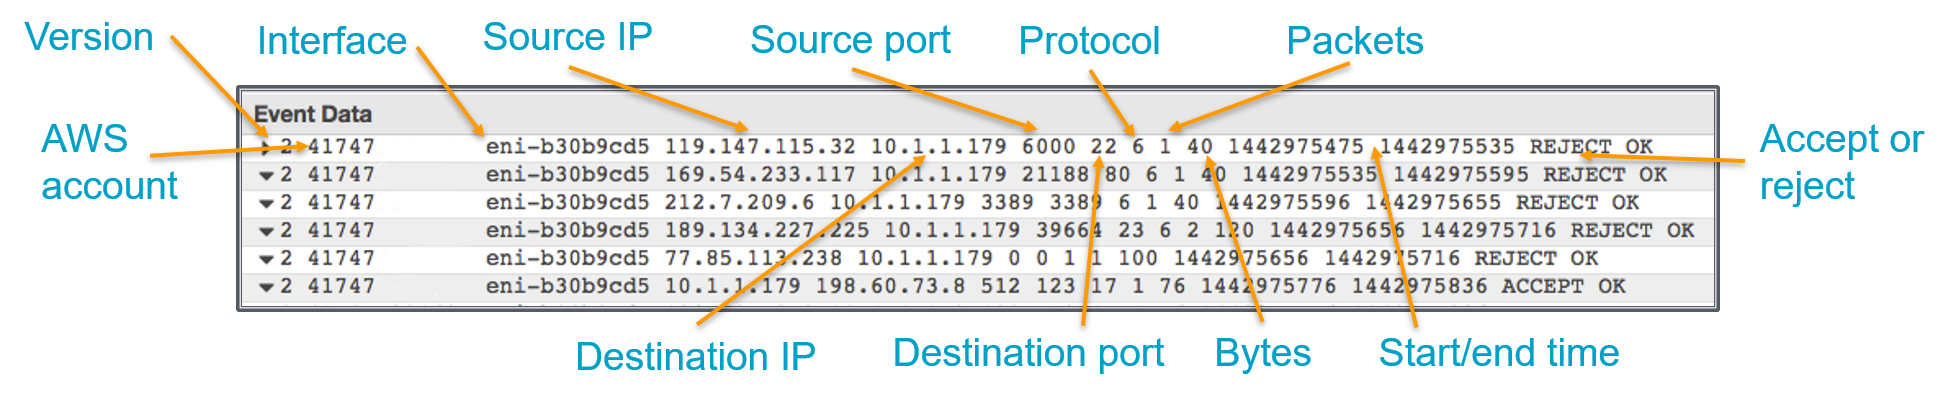 Version
Interface
Source IP
Source port
Protocol
Packets
AWS
account
Event Data
2 41747 eni-b30b9cd5 119.147.115.32 10.1.1.179 6000 22 6 1 40 1442975475 1442975535 REJECT OK
2 41747 eni-b30b9cd5 169.54.233.117 10.1.1.179 21188 80 6 1 40 1442975535 1442975595 REJECT OK
2 41747 eni-b30b9cd5 212.7.209.6 10.1.1.179 3389 3389 6 1 40 1442975596 1442975655 REJECT OK
2 41747 eni-b30b9cd5 189.134.227.225 10.1.1.179 39664 23 6 2 120 1442975656 1442975716 REJECT OK
2 41747 eni-b30b9cd5 77.85.113.238 10.1.1.179 0 0 1 1 100 1442975656 1442975716 REJECT OK
2 41747 eni-b30b9cd5 10.1.1.179 198.60.73.8 512 123 17 1 76 1442975776 1442975836 ACCEPT OK
Accept or
reject
Destination IP
Destination port
Bytes
Start/end time